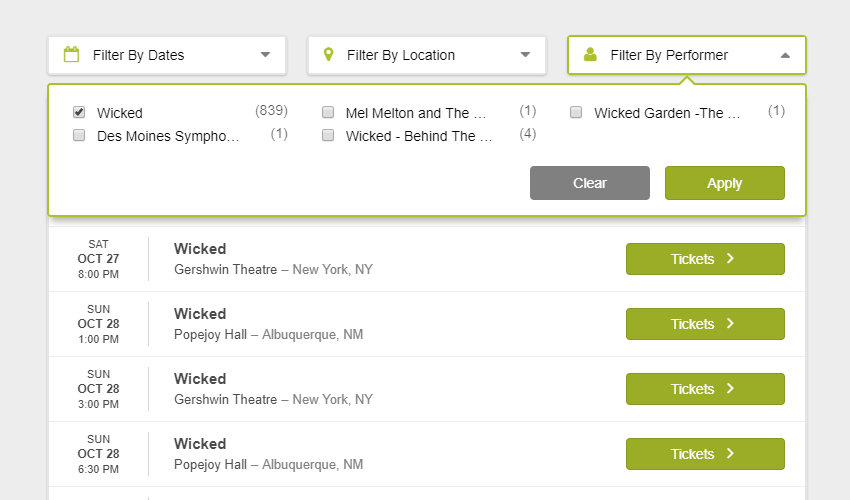 Filter By Dates Filter By Location Filter By Performer
Wicked (839) Mel Melton and The ... (1) Wicked Garden -The ... (1)
Des Moines Sympho... (1) Wicked - Behind The ... (4)
Clear Apply
SAT
OCT 27
8:00 PM
Wicked
Gershwin Theatre – New York, NY
Tickets
SUN
OCT 28
1:00 PM
Wicked
Popejoy Hall – Albuquerque, NM
Tickets
SUN
OCT 28
3:00 PM
Wicked
Gershwin Theatre – New York, NY
Tickets
SUN
OCT 28
6:30 PM
Wicked
Popejoy Hall – Albuquerque, NM
Tickets